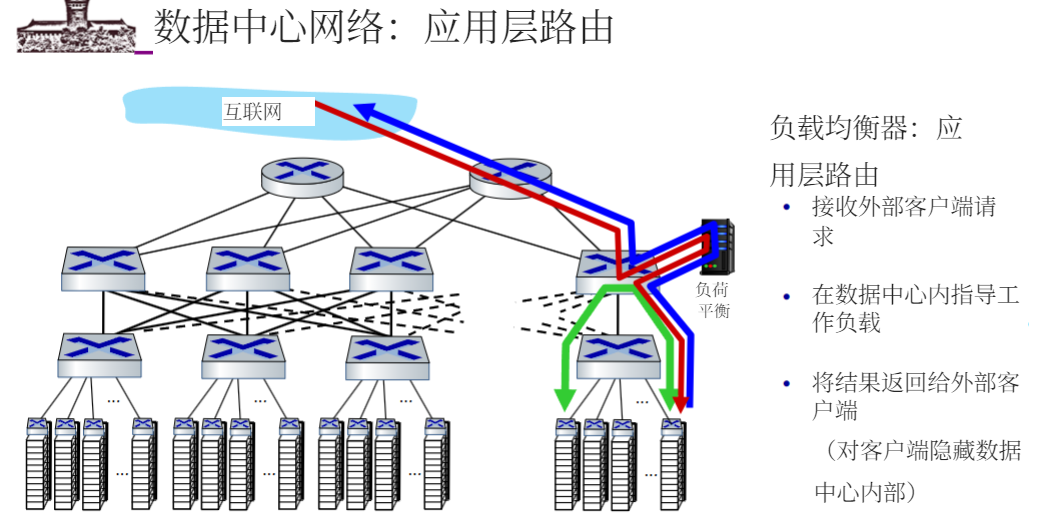 数据中心网络：应用层路由
互联网
负载均衡器：应
用层路由
• 接收外部客户端请
求
负荷
平衡
• 在数据中心内指导工
作负载
• 将结果返回给外部客
户端
（对客户端隐藏数据
中心内部）
...
...
...
...
...
...
...
...